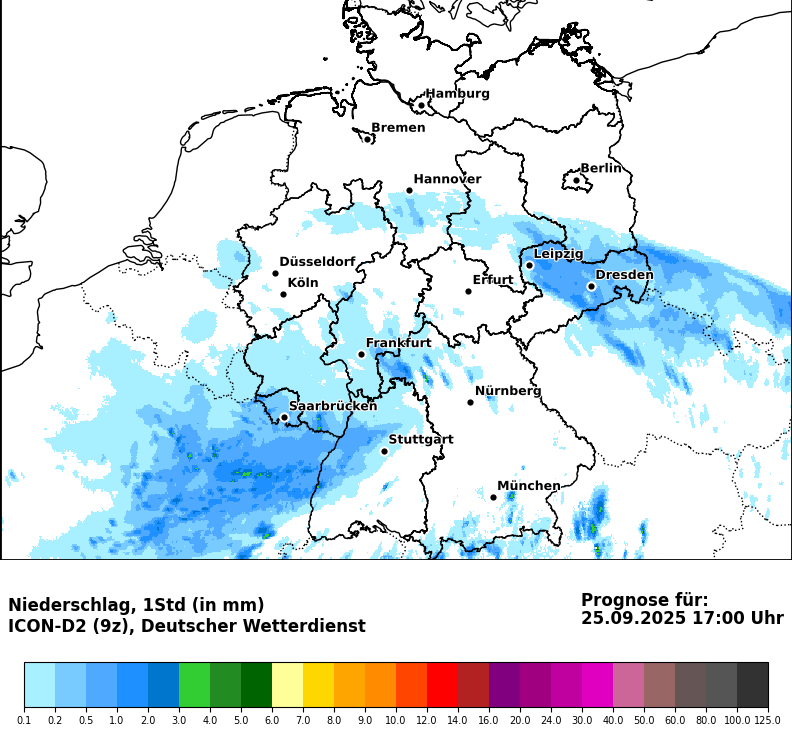 Hamburg
Bremen
Berlin
Hannover
Düsseldorf
Köln
Leipzig
Dresden
Erfurt
Frankfurt
Nürnberg
Saarbrücken
Stuttgart
München
Niederschlag, 1Std (in mm)
ICON-D2 (9z), Deutscher Wetterdienst
Prognose für:
25.09.2025 17:00 Uhr
0.1 0.2 0.5 1.0 2.0 3.0 4.0 5.0 6.0 7.0 8.0 9.0 10.0 12.0 14.0 16.0 20.0 24.0 30.0 40.0 50.0 60.0 80.0 100.0 125.0